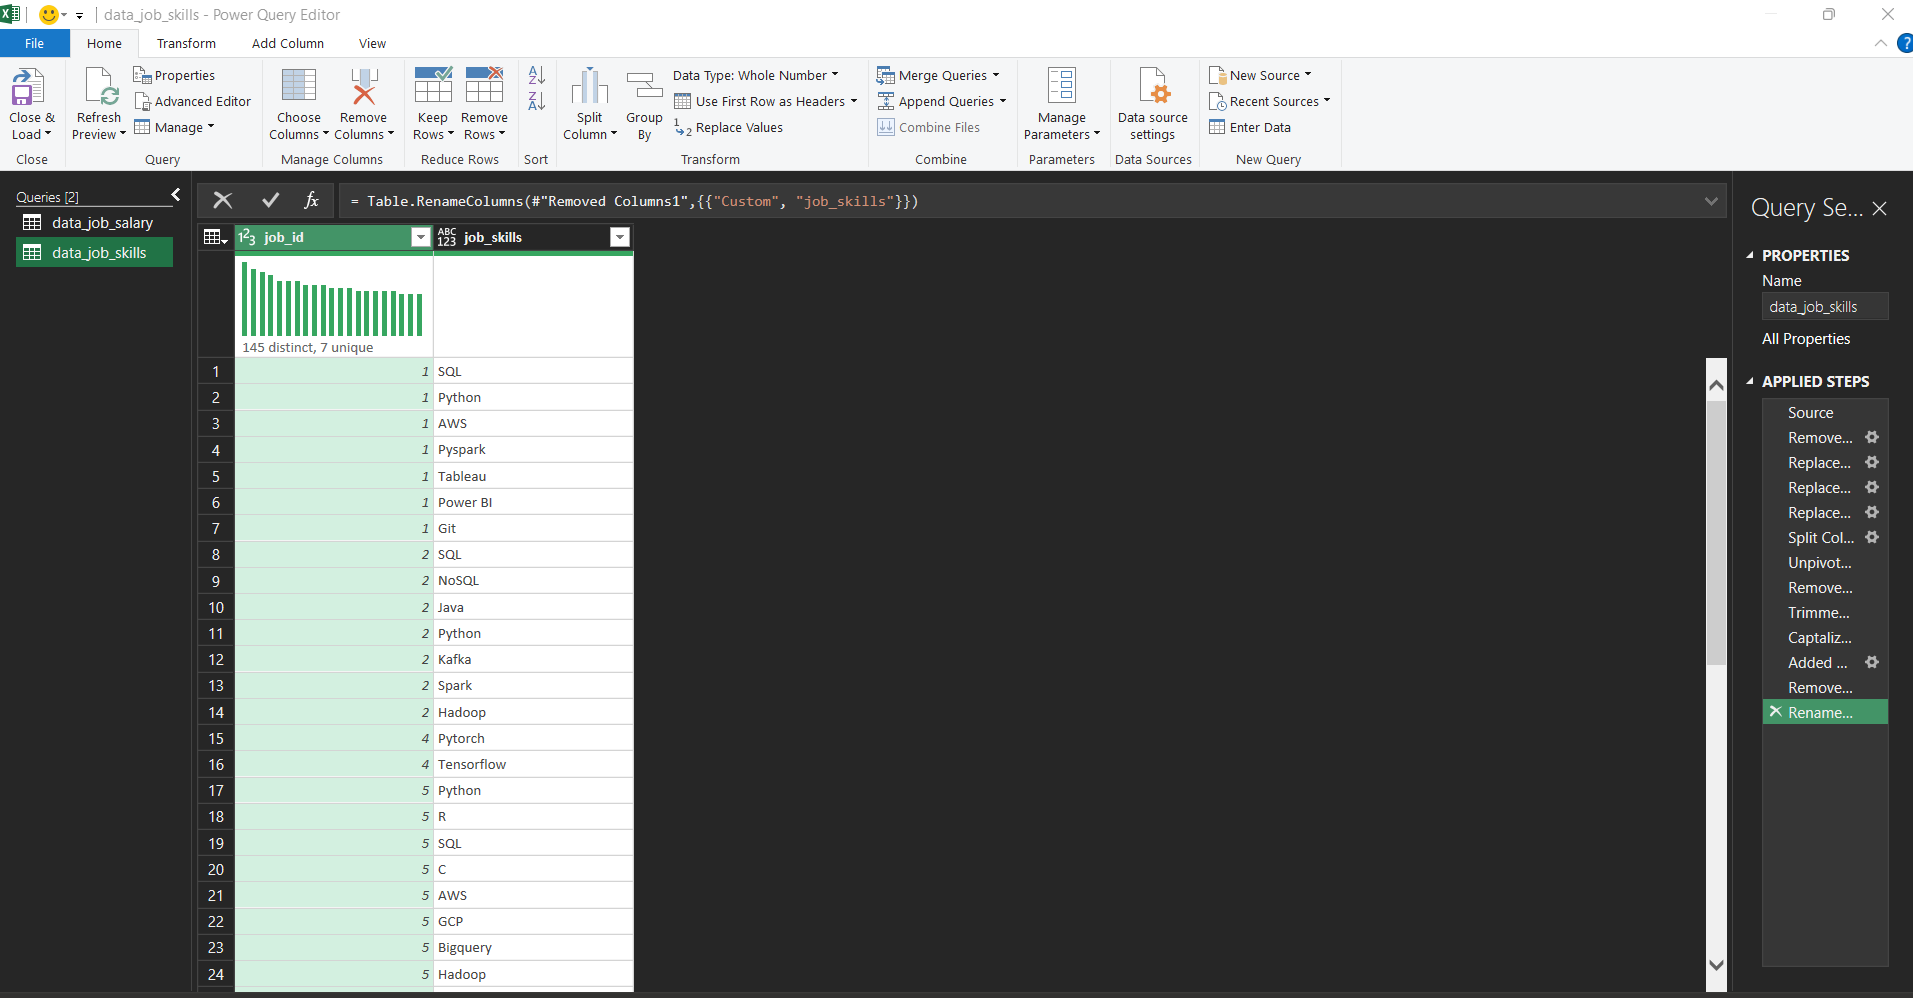 data_job_skills - Power Query Editor
File Home Transform Add Column View
Close & Load
Refresh Preview
Properties
Advanced Editor
Manage
Choose Columns
Remove Columns
Keep Rows
Remove Rows
Split Column
Group By
Data Type: Whole Number
Use First Row as Headers
Replace Values
Merge Queries
Append Queries
Combine Files
Manage Parameters
Data source settings
New Source
Recent Sources
Enter Data
Close Query Manage Columns Reduce Rows Sort Transform Combine Parameters Data Sources New Query
Queries [2]
data_job_salary
data_job_skills
fx = Table.RenameColumns(#"Removed Columns1",{{"Custom", "job_skills"}})
123 job_id ABC 123 job_skills
145 distinct, 7 unique
1 1 SQL
2 1 Python
3 1 AWS
4 1 Pyspark
5 1 Tableau
6 1 Power BI
7 1 Git
8 2 SQL
9 2 NoSQL
10 2 Java
11 2 Python
12 2 Kafka
13 2 Spark
14 2 Hadoop
15 4 Pytorch
16 4 Tensorflow
17 5 Python
18 5 R
19 5 SQL
20 5 C
21 5 AWS
22 5 GCP
23 5 Bigquery
24 5 Hadoop
Query Se...
PROPERTIES
Name
data_job_skills
All Properties
APPLIED STEPS
Source
Remove...
Replace...
Replace...
Replace...
Split Col...
Unpivot...
Remove...
Trimme...
Captaliz...
Added ...
Remove...
Rename...